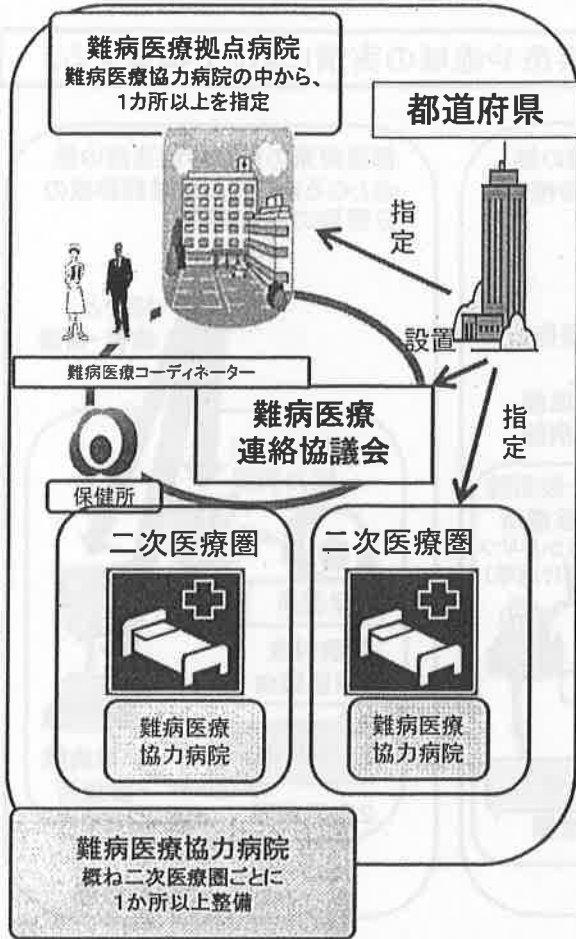 難病医療拠点病院
難病医療協力病院の中から、
1カ所以上を指定
都道府県
指定
設置
難病医療コーディネーター
難病医療
連絡協議会
指定
保健所
二次医療圏
二次医療圏
難病医療
協力病院
難病医療
協力病院
難病医療協力病院
概ね二次医療圏ごとに
1か所以上整備